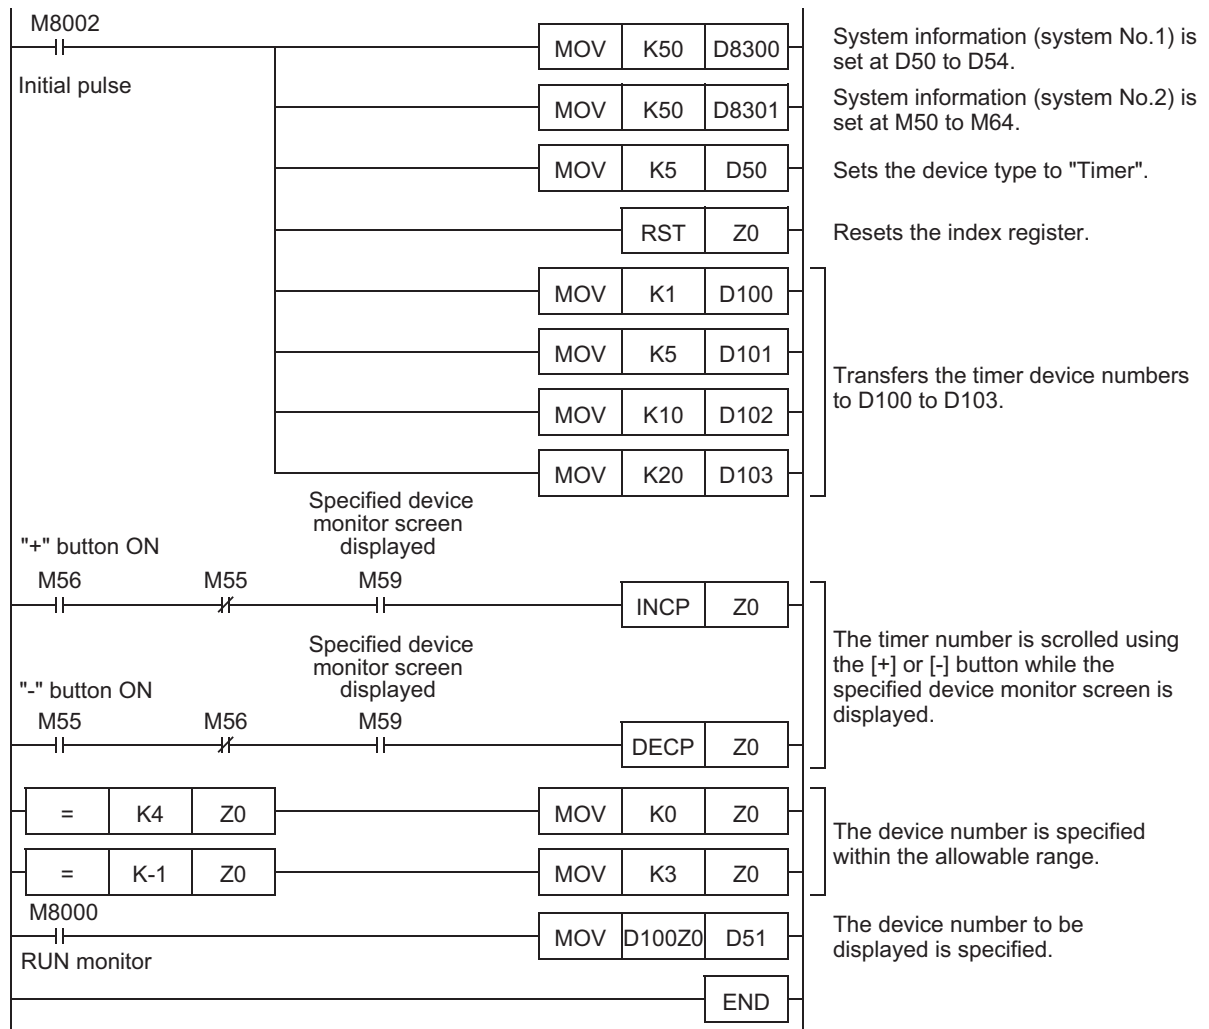 M8002
MOV K50 D8300
System information (system No.1) is
set at D50 to D54.
Initial pulse
MOV K50 D8301
System information (system No.2) is
set at M50 to M64.
MOV K5 D50
Sets the device type to "Timer".
RST Z0
Resets the index register.
MOV K1 D100
MOV K5 D101
MOV K10 D102
MOV K20 D103
Transfers the timer device numbers
to D100 to D103.
Specified device
monitor screen
displayed
"+" button ON
M56 M55 M59
INCP Z0
Specified device
monitor screen
displayed
"-" button ON
M55 M56 M59
DECP Z0
The timer number is scrolled using
the [+] or [-] button while the
specified device monitor screen is
displayed.
= K4 Z0 MOV K0 Z0
= K-1 Z0 MOV K3 Z0
The device number is specified
within the allowable range.
M8000
MOV D100Z0 D51
RUN monitor
The device number to be
displayed is specified.
END